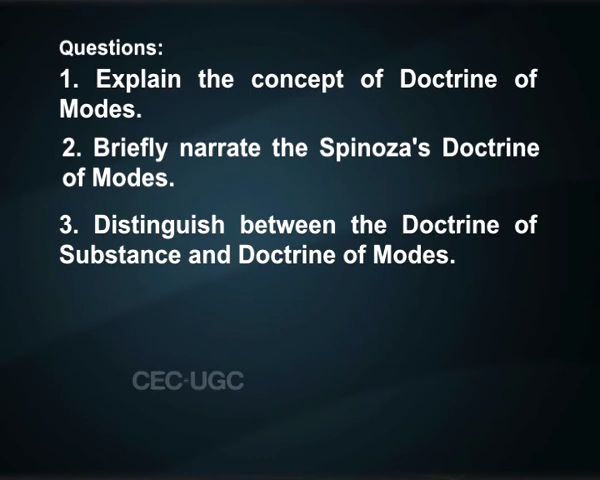 Questions:
1. Explain the concept of Doctrine of
Modes.
2. Briefly narrate the Spinoza's Doctrine
of Modes.
3. Distinguish between the Doctrine of
Substance and Doctrine of Modes.
CEC-UGC